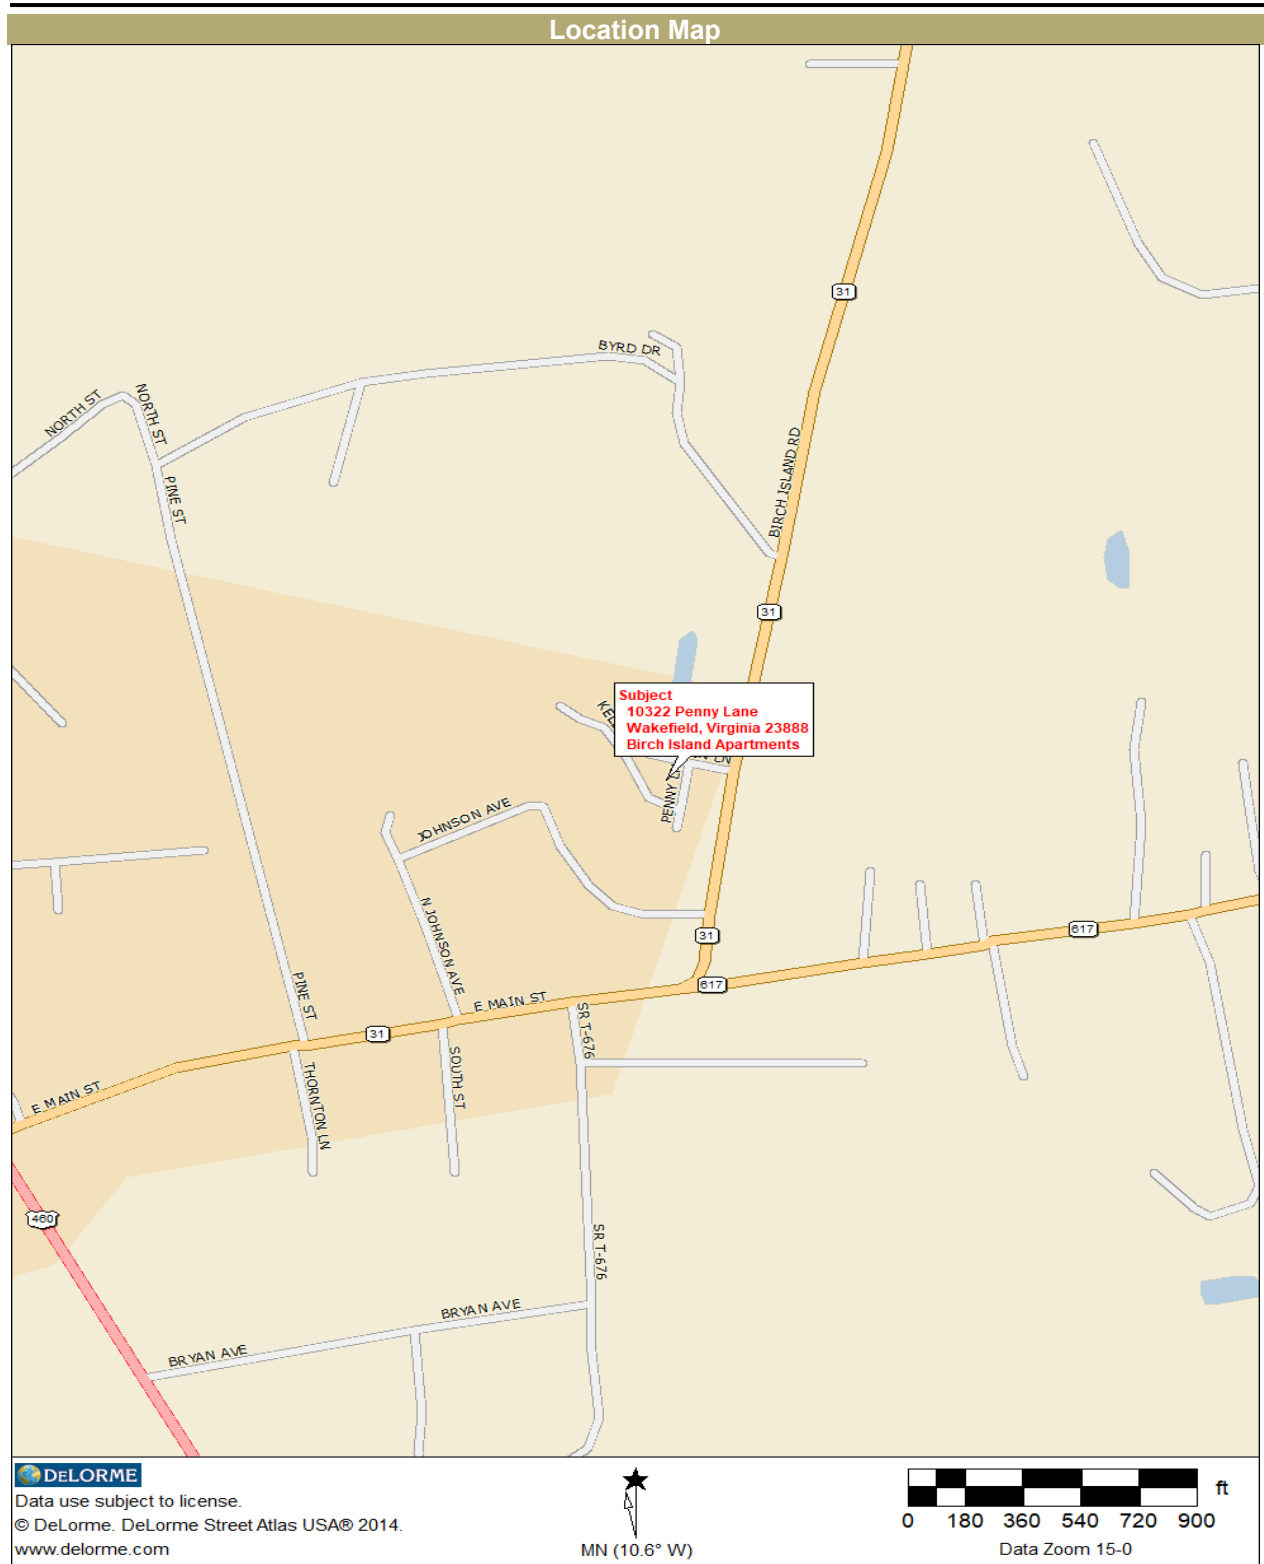 Location Map
31
BYRD DR
NORTH ST
NORTH ST
BIRCH ISLAND RD
PINE ST
31
Subject
10322 Penny Lane
Wakefield, Virginia 23888
Birch Island Apartments
LN
PENNY
JOHNSON AVE
N JOHNSON AVE
31
617
617
PINE ST
E MAIN ST
SR T-676
31
SOUTH ST
THORNTON LN
E MAIN ST
460
SR T-676
BRYAN AVE
BRYAN AVE
DELORME
Data use subject to license.
© DeLorme. DeLorme Street Atlas USA® 2014.
www.delorme.com
MN (10.6° W)
ft
0 180 360 540 720 900
Data Zoom 15-0